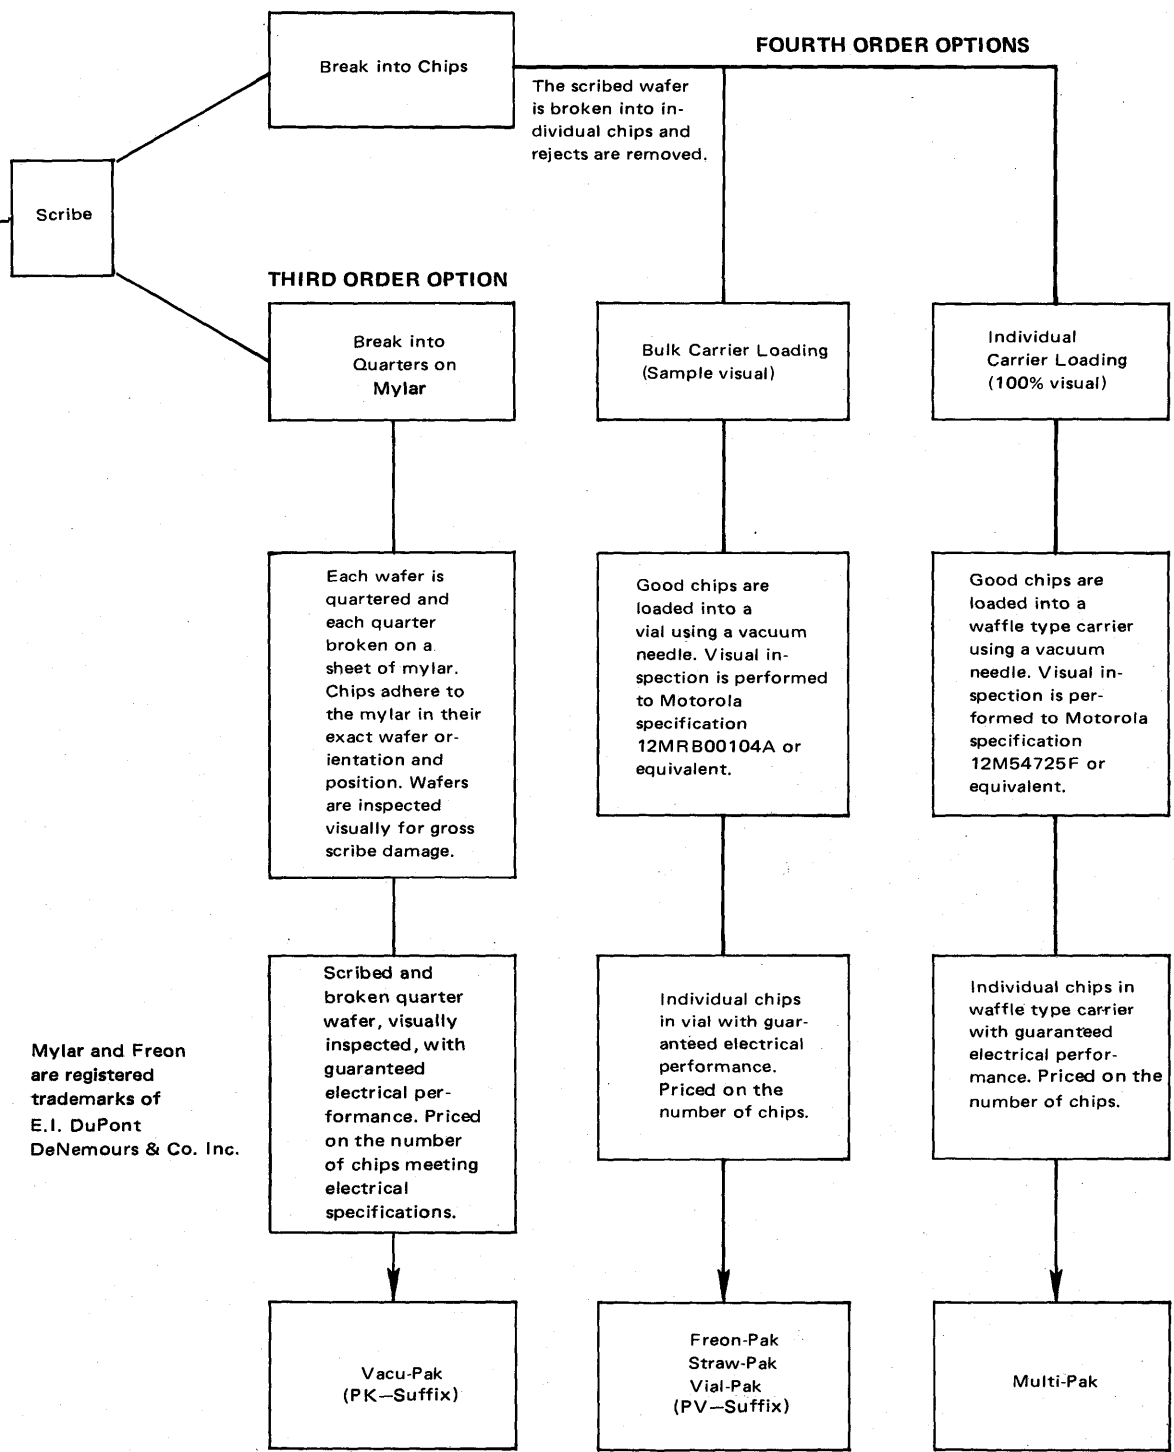 Break into Chips
FOURTH ORDER OPTIONS
The scribed wafer
is broken into in-
dividual chips and
rejects are removed.
Scribe
THIRD ORDER OPTION
Break into
Quarters on
Mylar
Bulk Carrier Loading
(Sample visual)
Individual
Carrier Loading
(100% visual)
Each wafer is
quartered and
each quarter
broken on a
sheet of mylar.
Chips adhere to
the mylar in their
exact wafer or-
ientation and
position. Wafers
are inspected
visually for gross
scribe damage.
Good chips are
loaded into a
vial using a vacuum
needle. Visual in-
spection is performed
to Motorola
specification
12MRB00104A or
equivalent.
Good chips are
loaded into a
waffle type carrier
using a vacuum
needle. Visual in-
spection is per-
formed to Motorola
specification
12M54725F or
equivalent.
Mylar and Freon
are registered
trademarks of
E.I. DuPont
DeNemours & Co. Inc.
Scribed and
broken quarter
wafer, visually
inspected, with
guaranteed
electrical per-
formance. Priced
on the number
of chips meeting
electrical
specifications.
Individual chips
in vial with guar-
anteed electrical
performance.
Priced on the
number of chips.
Individual chips in
waffle type carrier
with guaranteed
electrical perfor-
mance. Priced on the
number of chips.
Vacu-Pak
(PK—Suffix)
Freon-Pak
Straw-Pak
Vial-Pak
(PV—Suffix)
Multi-Pak